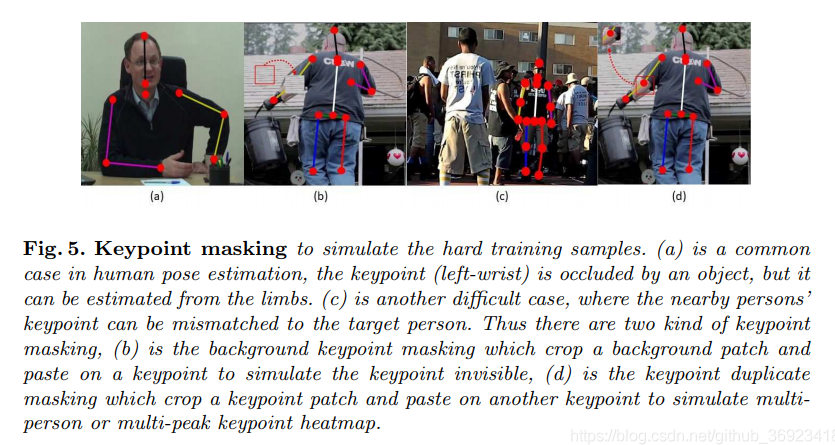 (a)
(b)
(c)
(d)
Fig. 5. Keypoint masking to simulate the hard training samples. (a) is a common
case in human pose estimation, the keypoint (left-wrist) is occluded by an object, but it
can be estimated from the limbs. (c) is another difficult case, where the nearby persons'
keypoint can be mismatched to the target person. Thus there are two kind of keypoint
masking, (b) is the background keypoint masking which crop a background patch and
paste on a keypoint to simulate the keypoint invisible, (d) is the keypoint duplicate
masking which crop a keypoint patch and paste on another keypoint to simulate multi-
person or multi-peak keypoint heatmap.
https://blog.csdn.net/github_36923418